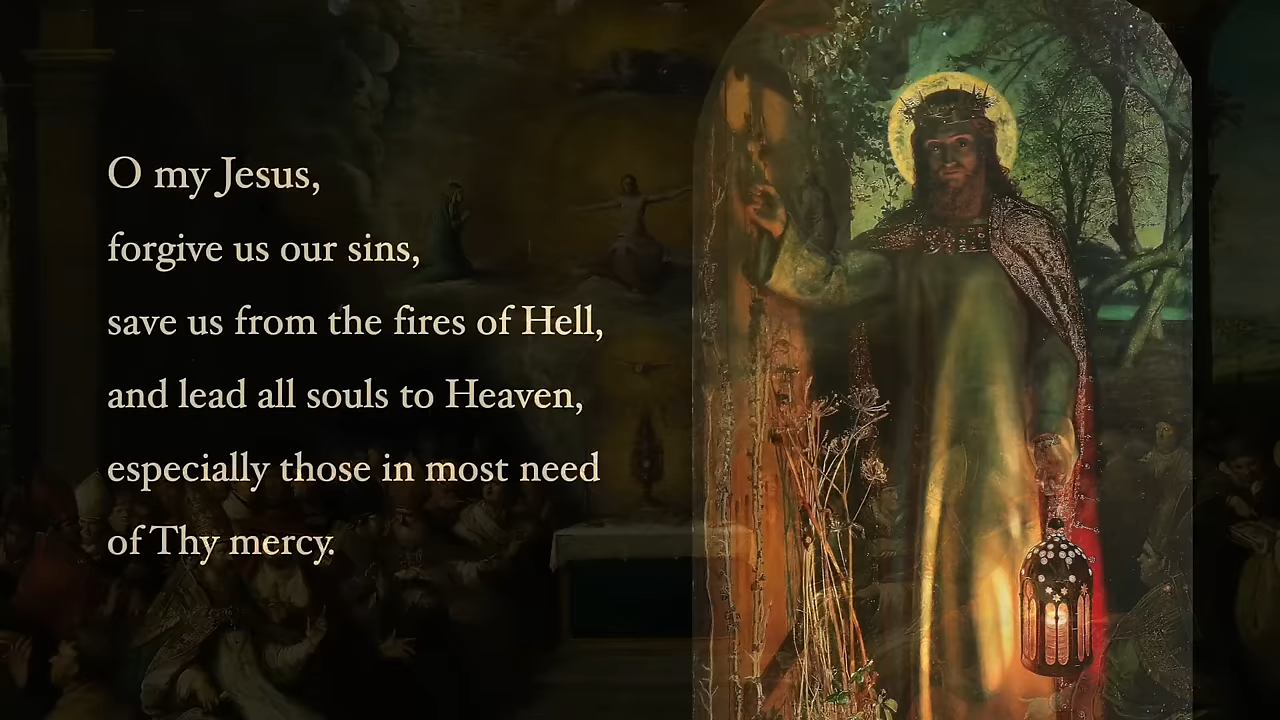 O my Jesus,
forgive us our sins,
save us from the fires of Hell,
and lead all souls to Heaven,
especially those in most need
of Thy mercy.